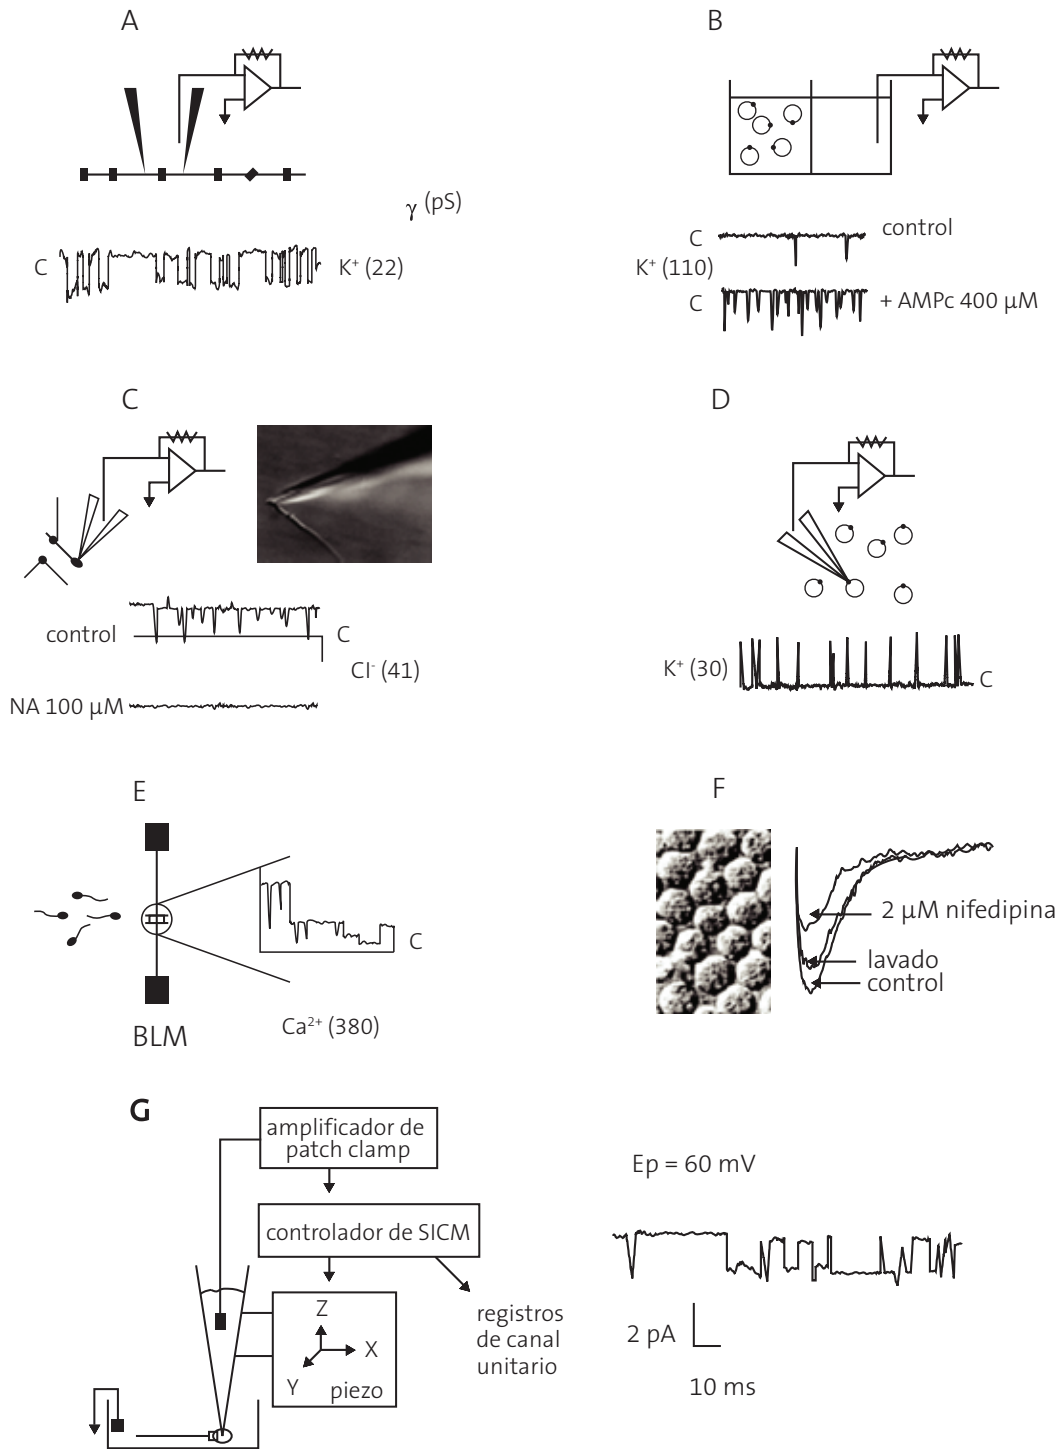 A
γ (pS)
C
K⁺ (22)
B
C
control
K⁺ (110)
C
+ AMPc 400 µM
C
control
C
Cl⁻ (41)
NA 100 µM
D
K⁺ (30)
C
E
C
BLM
Ca²⁺ (380)
F
2 µM nifedipina
lavado
control
G
amplificador de
patch clamp
controlador de SICM
registros
de canal
unitario
Z
X
Y
piezo
Ep = 60 mV
2 pA
10 ms